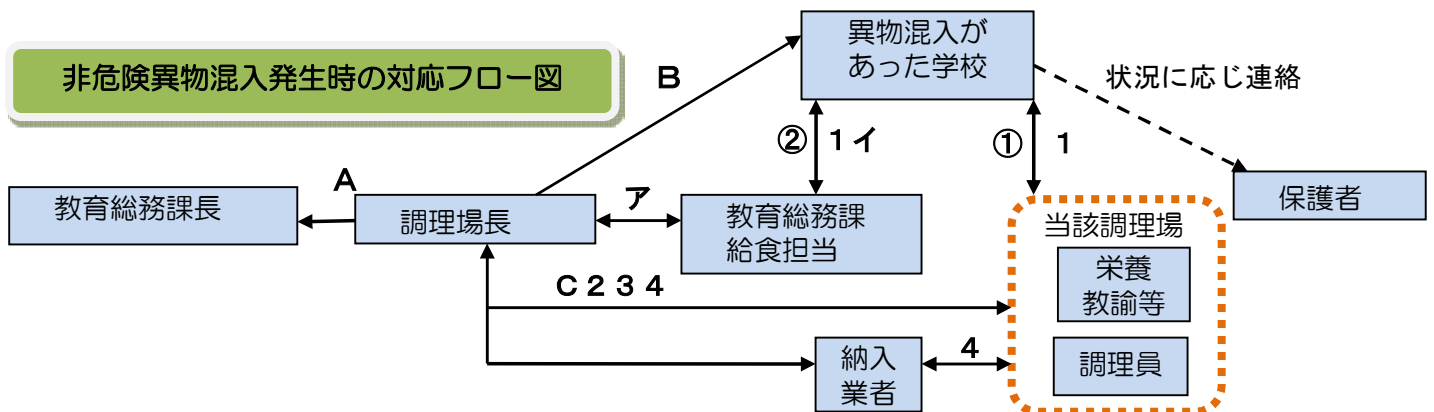 非危険異物混入発生時の対応フロー図
異物混入が
あった学校
B
状況に応じ連絡
② 1イ
① 1
A
教育総務課長
調理場長
ア
教育総務課
給食担当
保護者
当該調理場
栄養
教諭等
C234
納入
業者
4
調理員